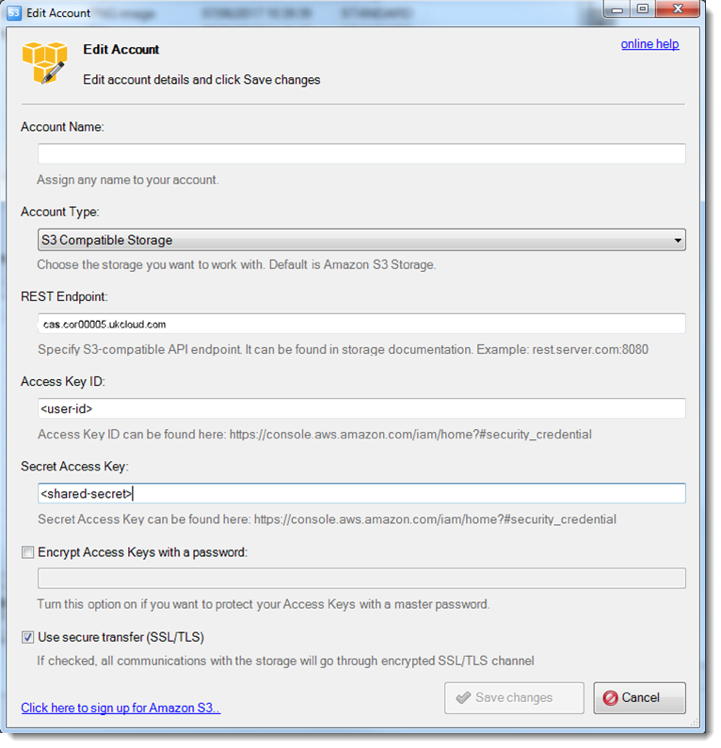 Edit Account
Edit Account
online help
Edit account details and click Save changes
Account Name:
Assign any name to your account.
Account Type:
S3 Compatible Storage
Choose the storage you want to work with. Default is Amazon S3 Storage.
REST Endpoint:
cas.cor00005.ukcloud.com
Specify S3-compatible API endpoint. It can be found in storage documentation. Example: rest.server.com:8080
Access Key ID:
<user-id>
Access Key ID can be found here: https://console.aws.amazon.com/iam/home?#security_credential
Secret Access Key:
<shared-secret>
Secret Access Key can be found here: https://console.aws.amazon.com/iam/home?#security_credential
Encrypt Access Keys with a password:
Turn this option on if you want to protect your Access Keys with a master password.
Use secure transfer (SSL/TLS)
If checked, all communications with the storage will go through encrypted SSL/TLS channel
Save changes
Cancel
Click here to sign up for Amazon S3..